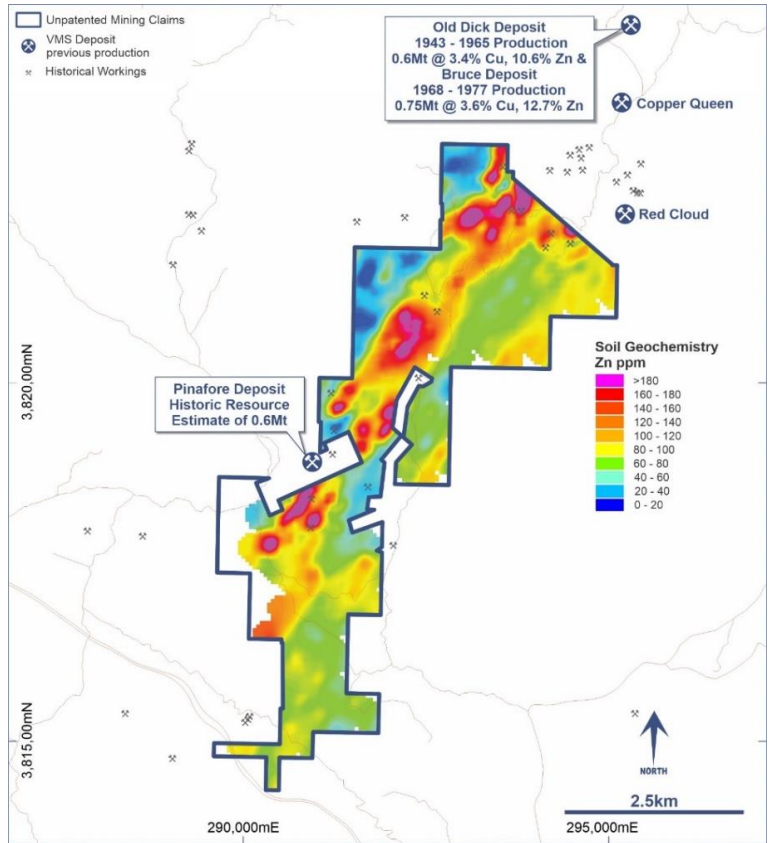 Unpatented Mining Claims
VMS Deposit
previous production
Historical Workings
Old Dick Deposit
1943 - 1965 Production
0.6Mt @ 3.4% Cu, 10.6% Zn &
Bruce Deposit
1968 - 1977 Production
0.75Mt @ 3.6% Cu, 12.7% Zn
Copper Queen
Red Cloud
3,820,00mN
Pinafore Deposit
Historic Resource
Estimate of 0.6Mt
Soil Geochemistry
Zn ppm
>180
160 - 180
140 - 160
120 - 140
100 - 120
80 - 100
60 - 80
40 - 60
20 - 40
0 - 20
3,815,00mN
NORTH
2.5km
290,000mE
295,000mE